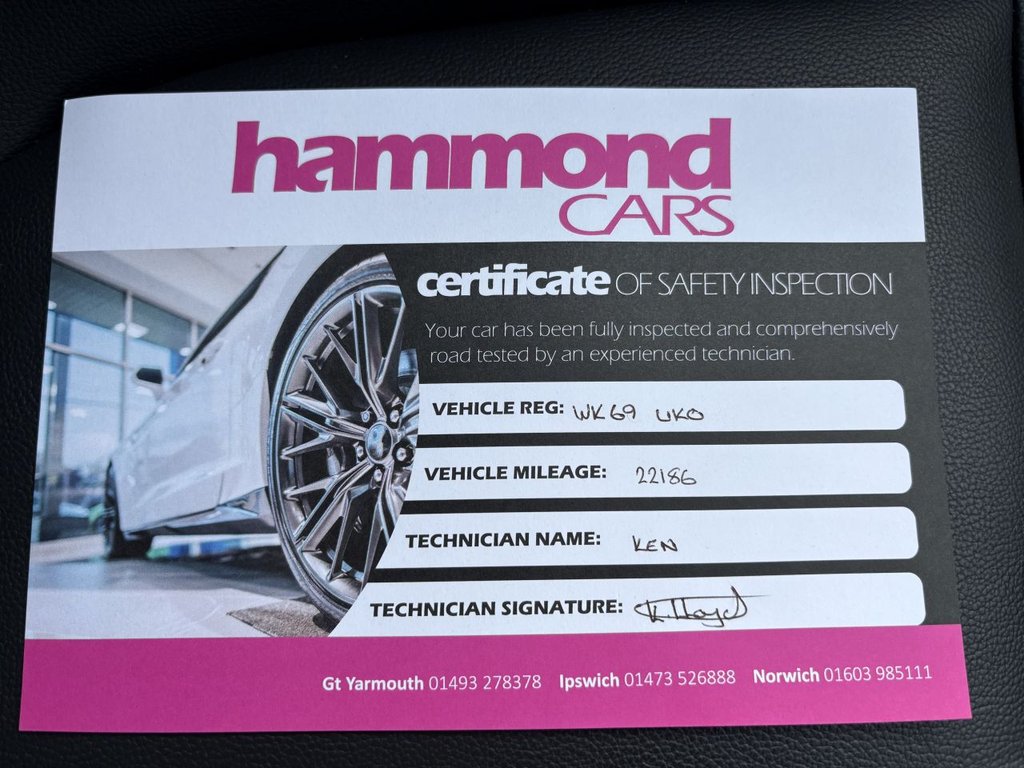 hammond
CARS
certificate OF SAFETY INSPECTION
Your car has been fully inspected and comprehensively
road tested by an experienced technician.
VEHICLE REG: WK69 UKO
VEHICLE MILEAGE: 22186
TECHNICIAN NAME: KEN
TECHNICIAN SIGNATURE:
Gt Yarmouth 01493 278378 Ipswich 01473 526888 Norwich 01603 985111